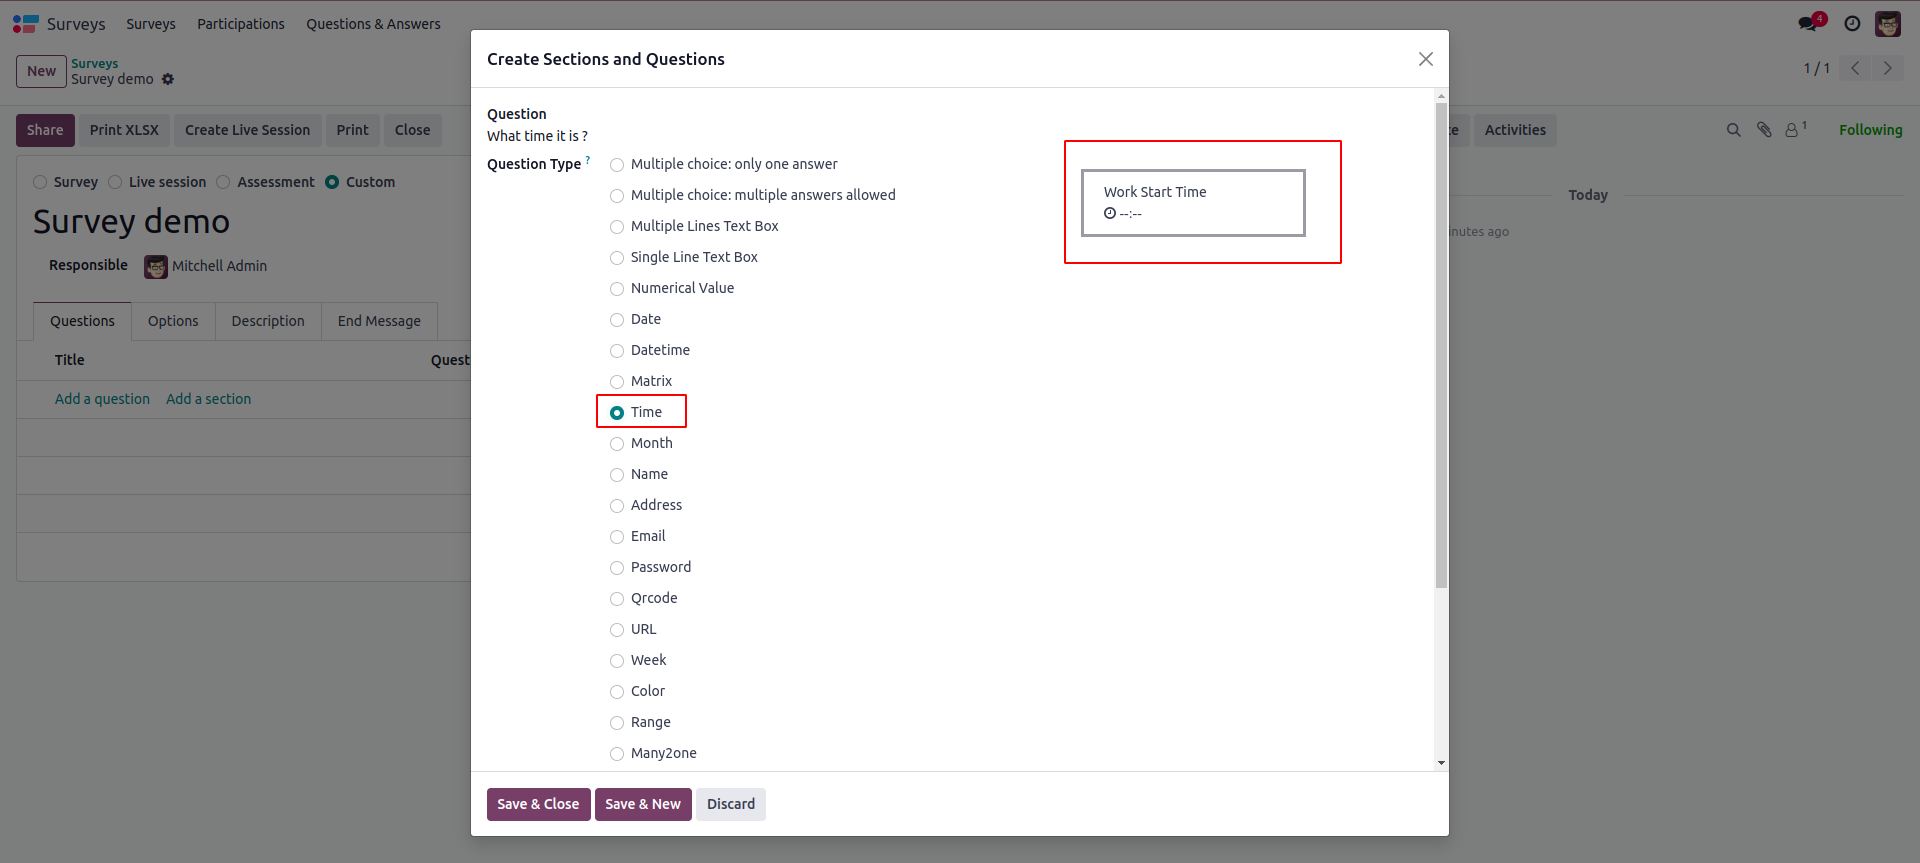 Surveys Surveys Participations Questions & Answers 4
New Surveys
Survey demo
1 / 1
Share Print XLSX Create Live Session Print Close
Activities 1 Following
Survey Live session Assessment Custom
Survey demo
Responsible Mitchell Admin
Questions Options Description End Message
Title Quest
Add a question Add a section
Today
inutes ago
Create Sections and Questions
Question
What time it is ?
Question Type ?
Multiple choice: only one answer
Multiple choice: multiple answers allowed
Multiple Lines Text Box
Single Line Text Box
Numerical Value
Date
Datetime
Matrix
Time
Month
Name
Address
Email
Password
Qrcode
URL
Week
Color
Range
Many2one
Work Start Time
--:--
Save & Close Save & New Discard